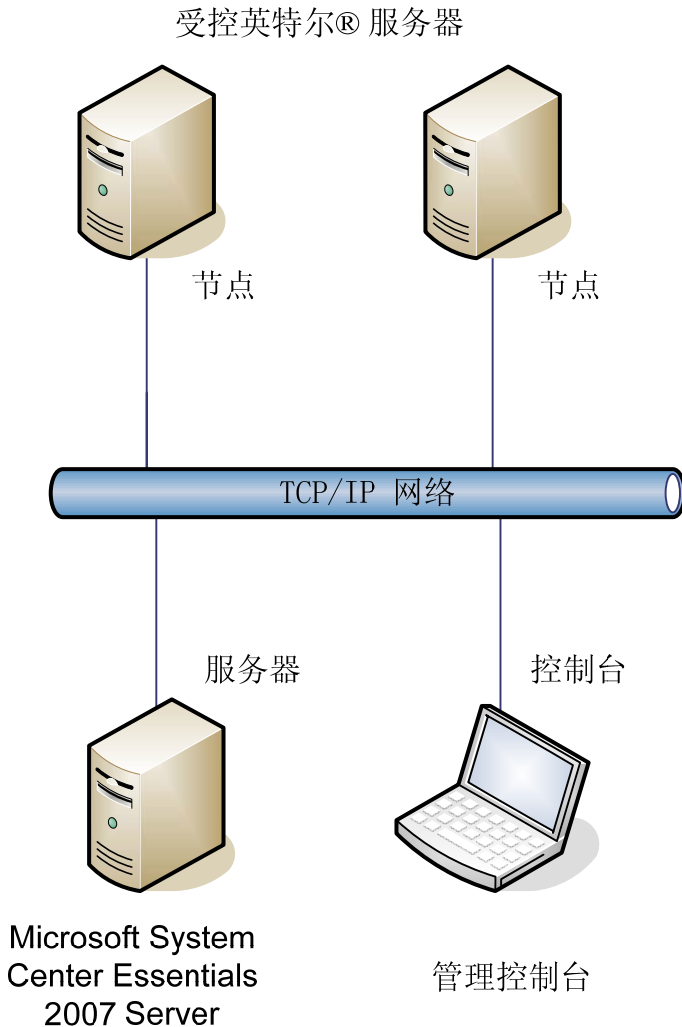 受控英特尔® 服务器
节点
节点
TCP/IP 网络
服务器
控制台
Microsoft System
Center Essentials
2007 Server
管理控制台